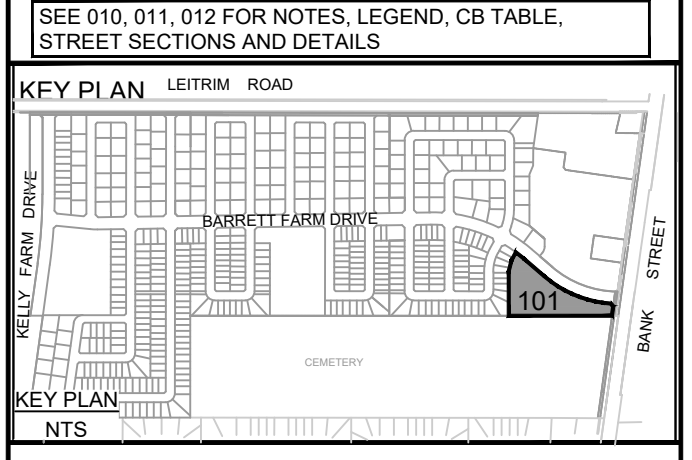 SEE 010, 011, 012 FOR NOTES, LEGEND, CB TABLE,
STREET SECTIONS AND DETAILS
KEY PLAN
LEITRIM ROAD
KELLY FARM DRIVE
BARRETT FARM DRIVE
BANK STREET
101
CEMETERY
KEY PLAN
NTS